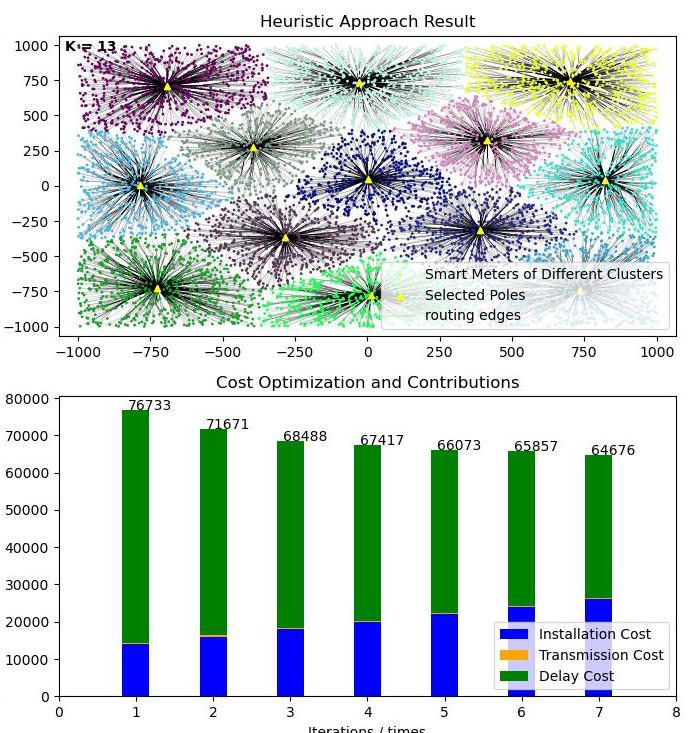 Heuristic Approach Result
K = 13
1000
750
500
250
0
−250
−500
−750
−1000
Smart Meters of Different Clusters
Selected Poles
routing edges
−1000 −750 −500 −250 0 250 500 750 1000
Cost Optimization and Contributions
80000
70000
60000
50000
40000
30000
20000
10000
0
76733
71671
68488
67417
66073
65857
64676
Installation Cost
Transmission Cost
Delay Cost
0 1 2 3 4 5 6 7 8
Iterations / times